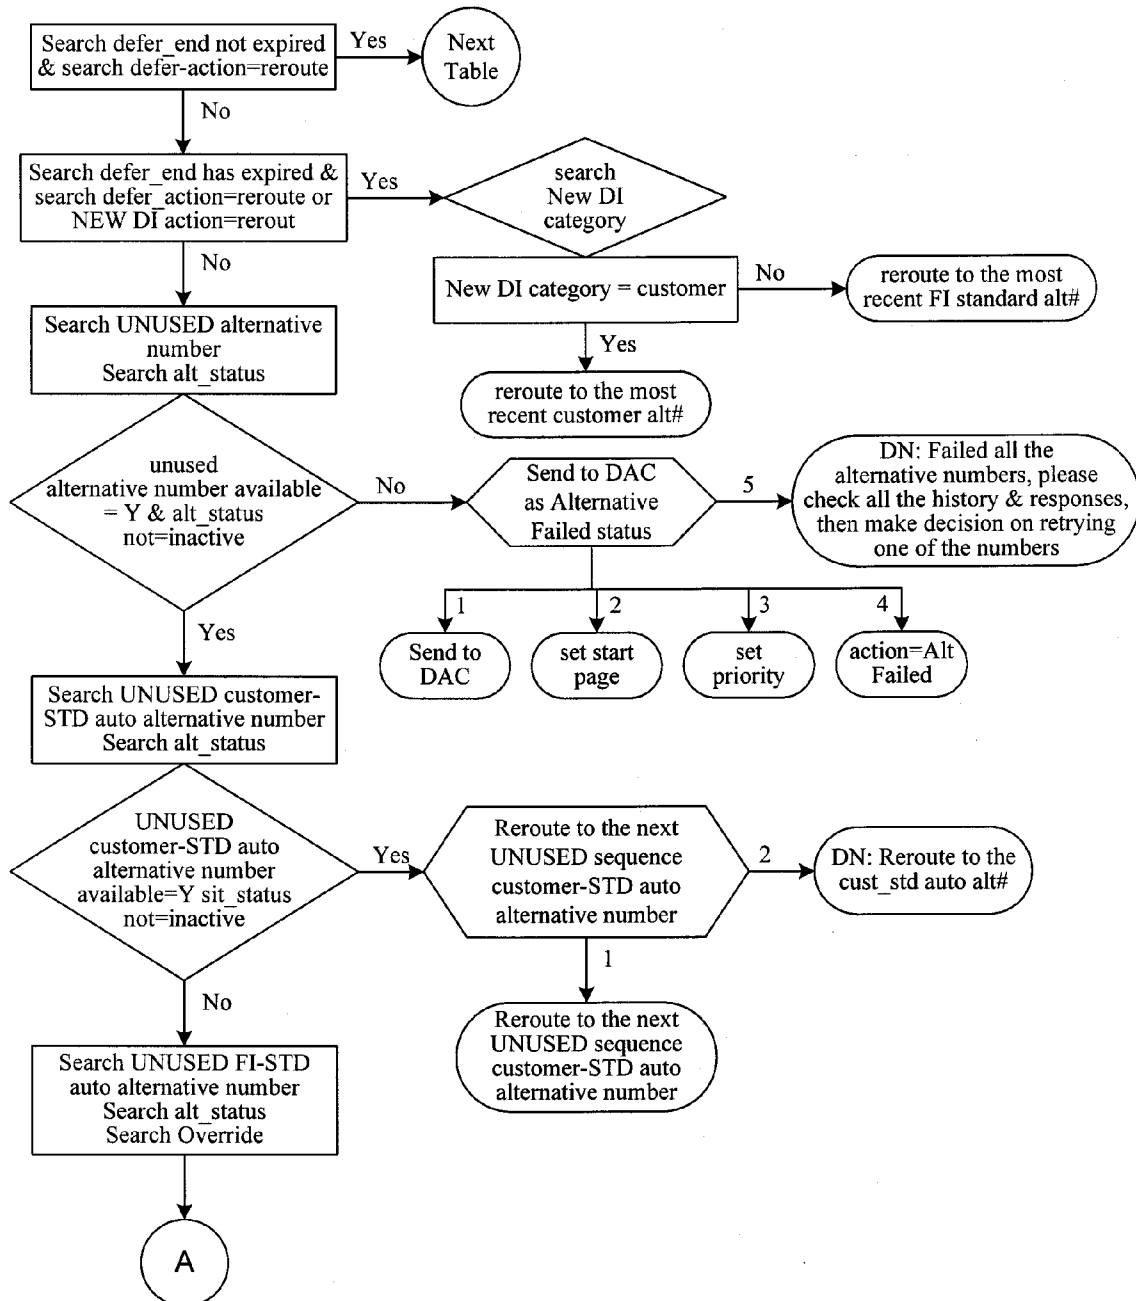 Search defer_end not expired
& search defer-action=reroute
Yes
Next
Table
No
Search defer_end has expired &
search defer_action=reroute or
NEW DI_action=rerout
Yes
search
New DI
category
No
New DI category = customer
No
reroute to the most
recent FI standard alt#
Yes
reroute to the most
recent customer alt#
Search UNUSED alternative
number
Search alt_status
unused
alternative number available
= Y & alt_status
not=inactive
No
Send to DAC
as Alternative
Failed status
5
DN: Failed all the
alternative numbers, please
check all the history & responses,
then make decision on retrying
one of the numbers
1
2
3
4
Send to
DAC
set start
page
set
priority
action=Alt
Failed
Yes
Search UNUSED customer-
STD auto alternative number
Search alt_status
UNUSED
customer-STD auto
alternative number
available=Y sit_status
not=inactive
Yes
Reroute to the next
UNUSED sequence
customer-STD auto
alternative number
2
DN: Reroute to the
cust_std auto alt#
1
Reroute to the next
UNUSED sequence
customer-STD auto
alternative number
No
Search UNUSED FI-STD
auto alternative number
Search alt_status
Search Override
A